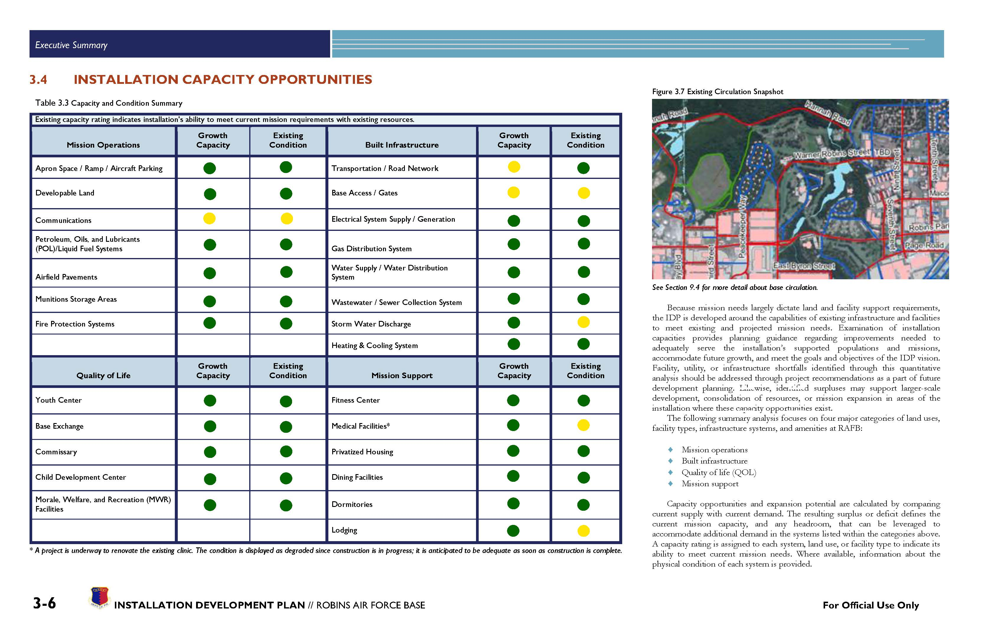 Executive Summary
3.4 INSTALLATION CAPACITY OPPORTUNITIES
Table 3.3 Capacity and Condition Summary
Existing capacity rating indicates installation's ability to meet current mission requirements with existing resources.
Mission Operations Growth Capacity Existing Condition Built Infrastructure Growth Capacity Existing Condition
Apron Space / Ramp / Aircraft Parking Transportation / Road Network
Developable Land Base Access / Gates
Communications Electrical System Supply / Generation
Petroleum, Oils, and Lubricants
(POL)/Liquid Fuel Systems Gas Distribution System
Airfield Pavements Water Supply / Water Distribution
System
Munitions Storage Areas Wastewater / Sewer Collection System
Fire Protection Systems Storm Water Discharge
Heating & Cooling System
Quality of Life Growth Capacity Existing Condition Mission Support Growth Capacity Existing Condition
Youth Center Fitness Center
Base Exchange Medical Facilities*
Commissary Privatized Housing
Child Development Center Dining Facilities
Morale, Welfare, and Recreation (MWR)
Facilities Dormitories
Lodging
* A project is underway to renovate the existing clinic. The condition is displayed as degraded since construction is in progress; it is anticipated to be adequate as soon as construction is complete.
Figure 3.7 Existing Circulation Snapshot
nah Road
Hannah Road
Warner Robins Street TBD
Ninth Street
Tenth Street
Maco
Seventh Street
Robins Par
Page Road
Peacekeeper Way
East Byron Street
ay Blvd
ird Street
See Section 9.4 for more detail about base circulation.
Because mission needs largely dictate land and facility support requirements,
the IDP is developed around the capabilities of existing infrastructure and facilities
to meet existing and projected mission needs. Examination of installation
capacities provides planning guidance regarding improvements needed to
adequately serve the installation’s supported populations and missions,
accommodate future growth, and meet the goals and objectives of the IDP vision.
Facility, utility, or infrastructure shortfalls identified through this quantitative
analysis should be addressed through project recommendations as a part of future
development planning. Likewise, identified surpluses may support larger-scale
development, consolidation of resources, or mission expansion in areas of the
installation where these capacity opportunities exist.
The following summary analysis focuses on four major categories of land uses,
facility types, infrastructure systems, and amenities at RAFB:
♦ Mission operations
♦ Built infrastructure
♦ Quality of life (QOL)
♦ Mission support
Capacity opportunities and expansion potential are calculated by comparing
current supply with current demand. The resulting surplus or deficit defines the
current mission capacity, and any headroom, that can be leveraged to
accommodate additional demand in the systems listed within the categories above.
A capacity rating is assigned to each system, land use, or facility type to indicate its
ability to meet current mission needs. Where available, information about the
physical condition of each system is provided.
3-6 INSTALLATION DEVELOPMENT PLAN // ROBINS AIR FORCE BASE
For Official Use Only